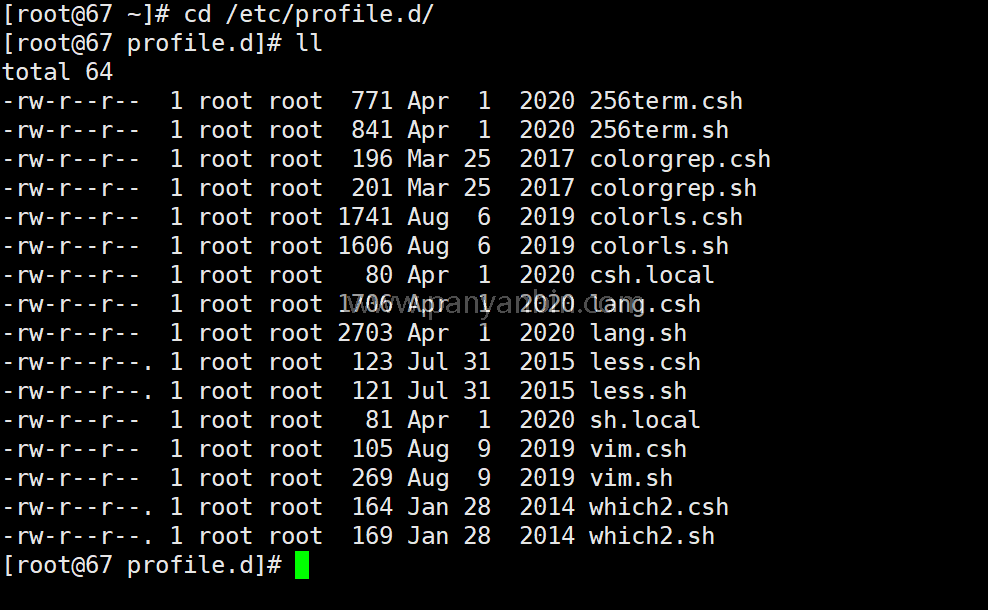 [root@67 ~]# cd /etc/profile.d/
[root@67 profile.d]# ll
total 64
-rw-r--r--  1 root root  771 Apr  1  2020 256term.csh
-rw-r--r--  1 root root  841 Apr  1  2020 256term.sh
-rw-r--r--  1 root root  196 Mar 25  2017 colorgrep.csh
-rw-r--r--  1 root root  201 Mar 25  2017 colorgrep.sh
-rw-r--r--  1 root root 1741 Aug  6  2019 colorls.csh
-rw-r--r--  1 root root 1606 Aug  6  2019 colorls.sh
-rw-r--r--  1 root root   80 Apr  1  2020 csh.local
-rw-r--r--  1 root root 1706 Apr  1  2020 lang.csh
www.panyanbin.com
-rw-r--r--  1 root root 2703 Apr  1  2020 lang.sh
-rw-r--r--. 1 root root  123 Jul 31  2015 less.csh
-rw-r--r--. 1 root root  121 Jul 31  2015 less.sh
-rw-r--r--  1 root root   81 Apr  1  2020 sh.local
-rw-r--r--  1 root root  105 Aug  9  2019 vim.csh
-rw-r--r--  1 root root  269 Aug  9  2019 vim.sh
-rw-r--r--. 1 root root  164 Jan 28  2014 which2.csh
-rw-r--r--. 1 root root  169 Jan 28  2014 which2.sh
[root@67 profile.d]#